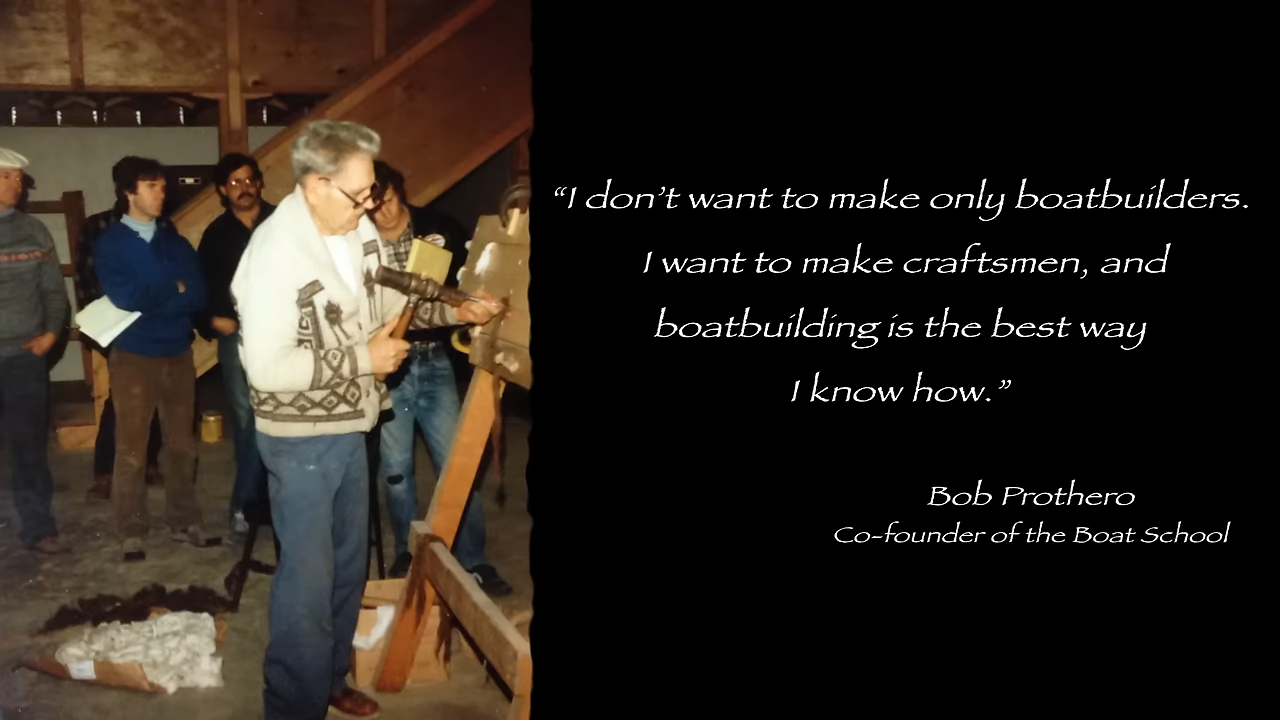 “I don’t want to make only boatbuilders.
I want to make craftsmen, and
boatbuilding is the best way
I know how.”
Bob Prothero
Co-founder of the Boat School